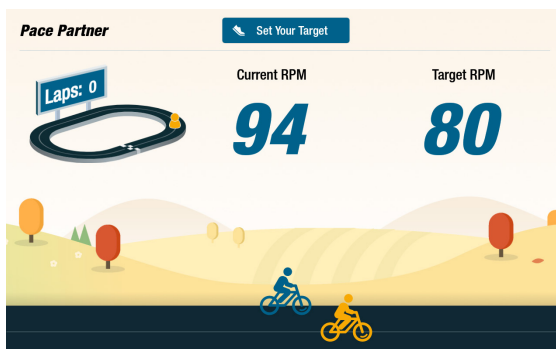 Pace Partner
Set Your Target
Laps: 0
Current RPM
Target RPM
94
80